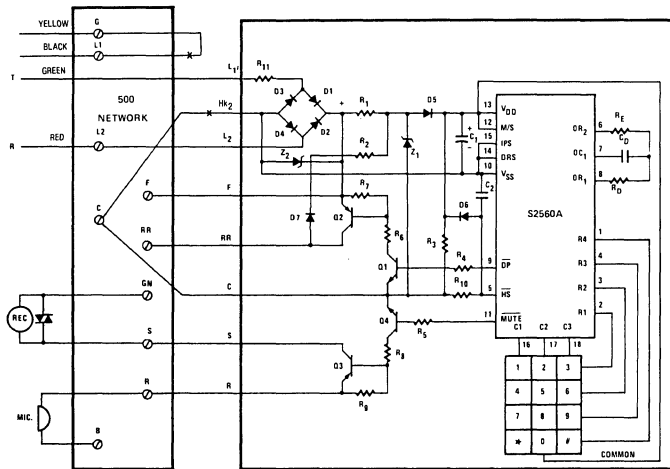 YELLOW
G
BLACK
L1
GREEN
T
L1'
R11
500
NETWORK
D3
D1
Hk2
D4
D2
R
RED
L2
L2
Z2
+
R1
R2
D5
Z1
+
C1
13
VDD
12
M/S
15
IPS
14
DRS
10
VSS
C2
OR2
6
RE
OC1
7
CD
OR1
8
RD
S2560A
F
F
R7
D7
Q2
D6
C
RR
RR
R6
R3
Q1
R4
9
DP
R10
5
HS
C
R4
1
R3
4
R2
3
R1
2
GN
REC
Q4
R5
11
MUTE
C1
C2
C3
16
17
18
S
S
Q3
R8
R
R
R9
MIC.
B
1
2
3
4
5
6
7
8
9
*
0
#
COMMON